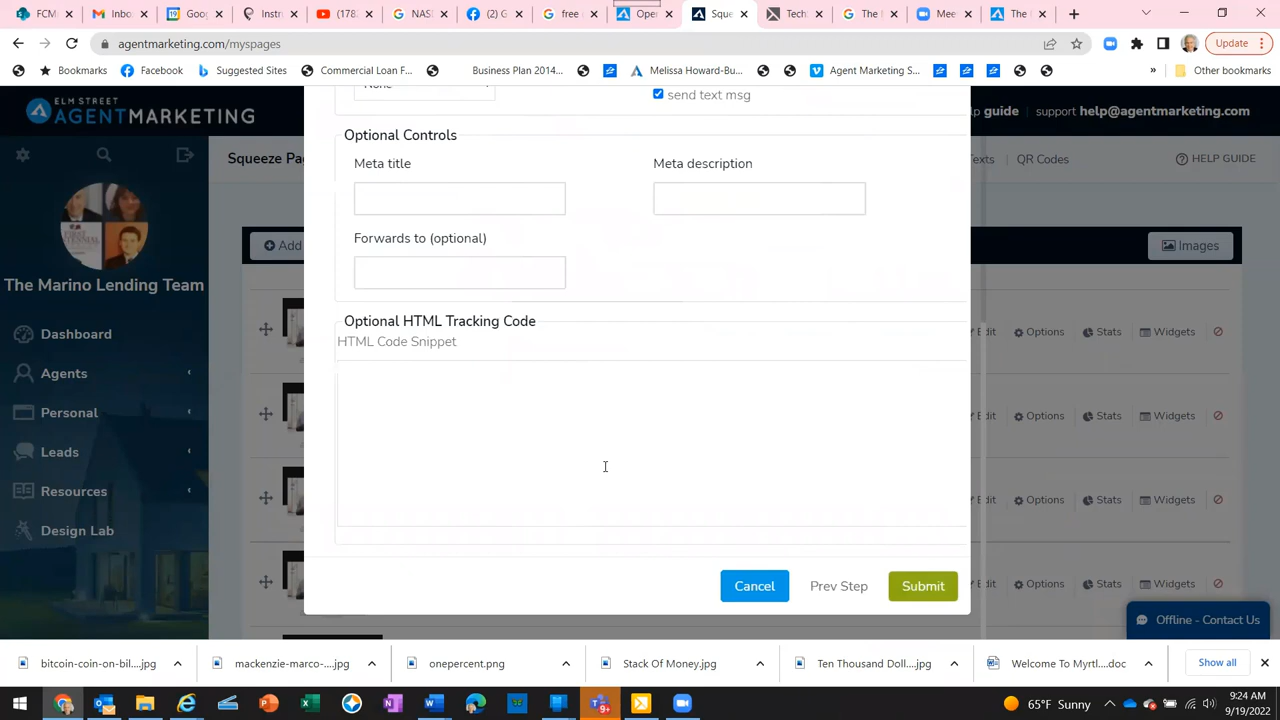 FCM
Inbo
Goog
Instr
(178
NAS
(2) G
free
Open
Sque
Tech
The I
Mee
The
agentmarketing.com/myspages
Update
Bookmarks
Facebook
Suggested Sites
Commercial Loan F...
Business Plan 2014...
Melissa Howard-Bu...
Agent Marketing S...
»
Other bookmarks
ELM STREET
AGENTMARKETING
guide
support help@agentmarketing.com
Squeeze Pa
Texts
QR Codes
HELP GUIDE
Add
Images
The Marino Lending Team
Dashboard
Agents
Personal
Leads
Resources
Design Lab
None
send text msg
Optional Controls
Meta title
Meta description
Forwards to (optional)
Optional HTML Tracking Code
HTML Code Snippet
Edit
Options
Stats
Widgets
Edit
Options
Stats
Widgets
Edit
Options
Stats
Widgets
Edit
Options
Stats
Widgets
Cancel
Prev Step
Submit
Offline - Contact Us
bitcoin-coin-on-bil....jpg
mackenzie-marco-....jpg
onepercent.png
Stack Of Money.jpg
Ten Thousand Doll....jpg
Welcome To Myrtl....doc
Show all
9+
65°F Sunny
9:24 AM
9/19/2022